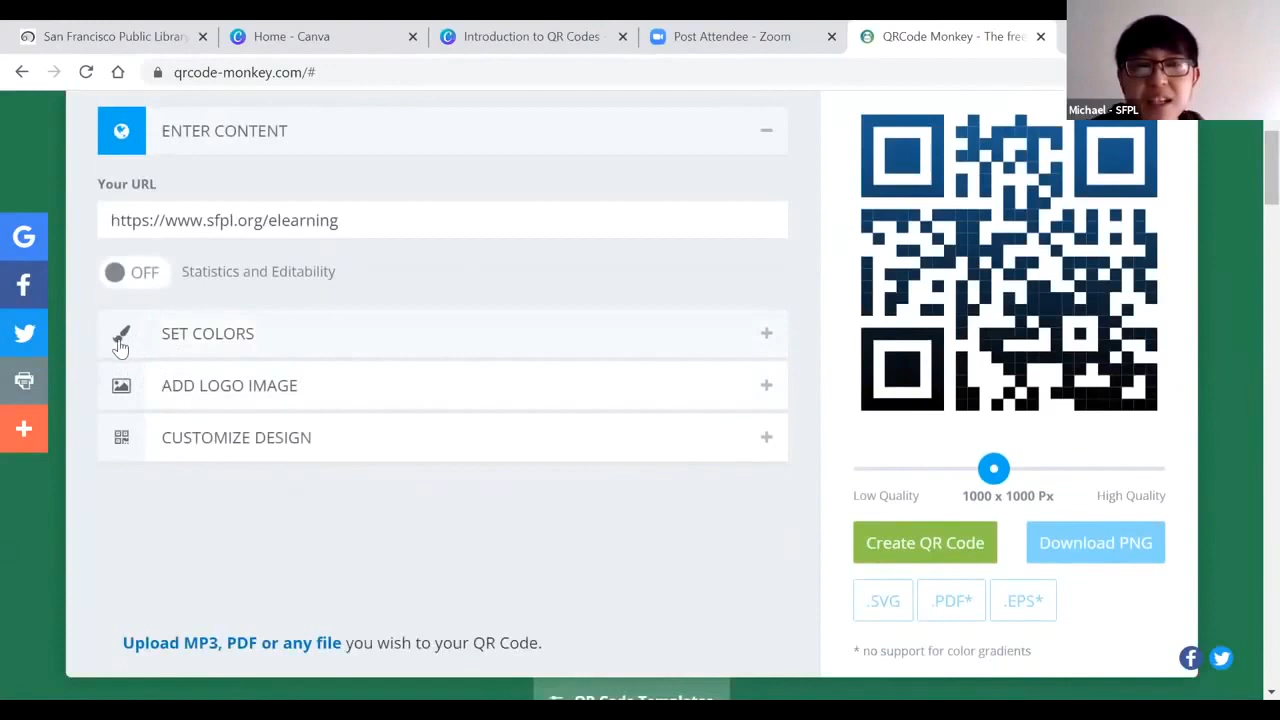 San Francisco Public Library
Home - Canva
Introduction to QR Codes -
Post Attendee - Zoom
QRCode Monkey - The free
qrcode-monkey.com/#
Michael - SFPL
ENTER CONTENT
Your URL
https://www.sfpl.org/elearning
OFF
Statistics and Editability
SET COLORS
ADD LOGO IMAGE
CUSTOMIZE DESIGN
Low Quality
1000 x 1000 Px
High Quality
Create QR Code
Download PNG
.SVG
.PDF*
.EPS*
Upload MP3, PDF or any file you wish to your QR Code.
* no support for color gradients
QR Code Templates